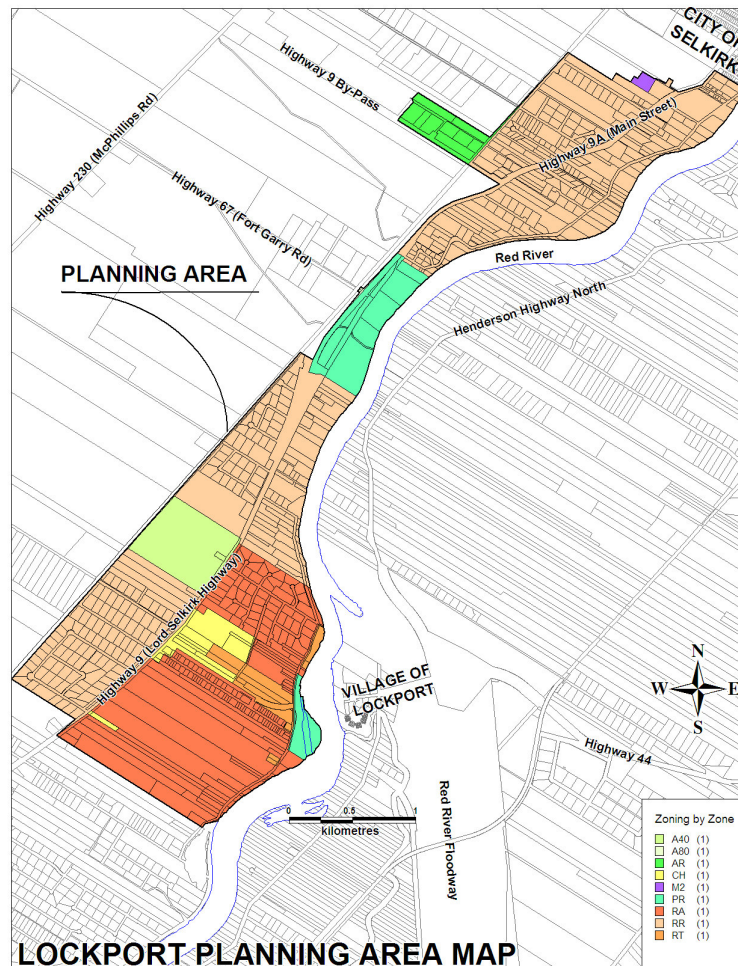 CITY OF
SELKIRK
Highway 9 By-Pass
Highway 9A (Main Street)
Highway 230 (McPhillips Rd)
Highway 67 (Fort Garry Rd)
PLANNING AREA
Red River
Henderson Highway North
Highway 9 (Lord Selkirk Highway)
VILLAGE OF
LOCKPORT
N
W E
S
Highway 44
Red River Floodway
0 0.5 1
kilometres
Zoning by Zone
A40 (1)
A80 (1)
AR (1)
CH (1)
M2 (1)
PR (1)
RA (1)
RR (1)
RT (1)
LOCKPORT PLANNING AREA MAP